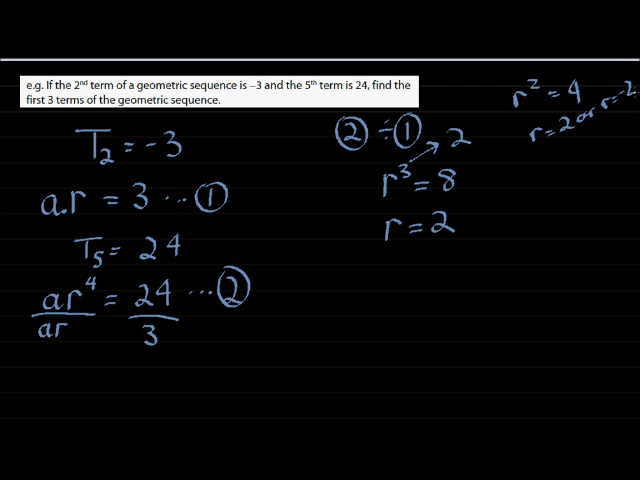 e.g. If the 2nd term of a geometric sequence is −3 and the 5th term is 24, find the
first 3 terms of the geometric sequence.
T₂ = -3
a.r = 3 ... ①
T₅ = 24
ar⁴ = 24 ... ②
ar 3
② ÷ ① 2
r³ = 8
r = 2
r² = 4
r = 2 or r = -2